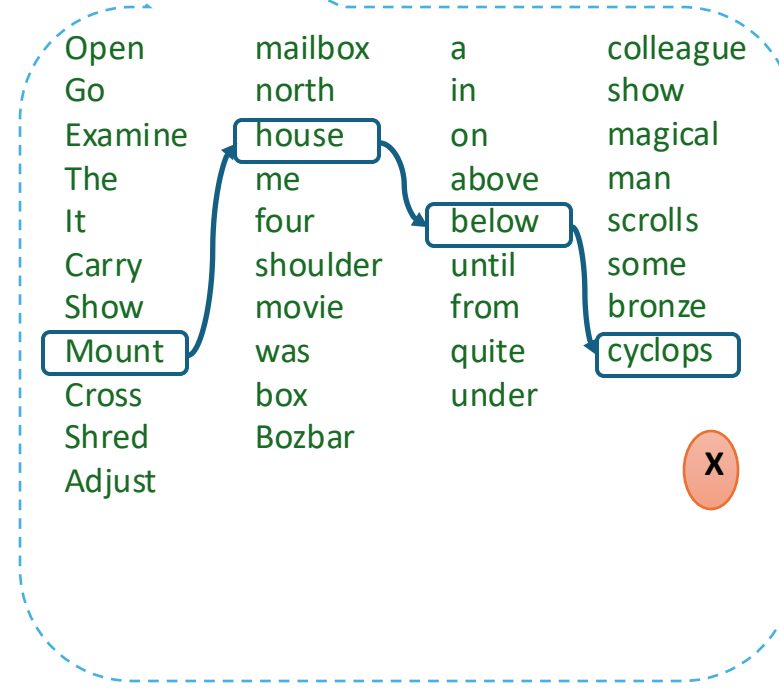 Open mailbox a colleague
Go north in show
Examine house on magical
The me above man
It four below scrolls
Carry shoulder until some
Show movie from bronze
Mount was quite cyclops
Cross box under
Shred Bozbar
Adjust
X